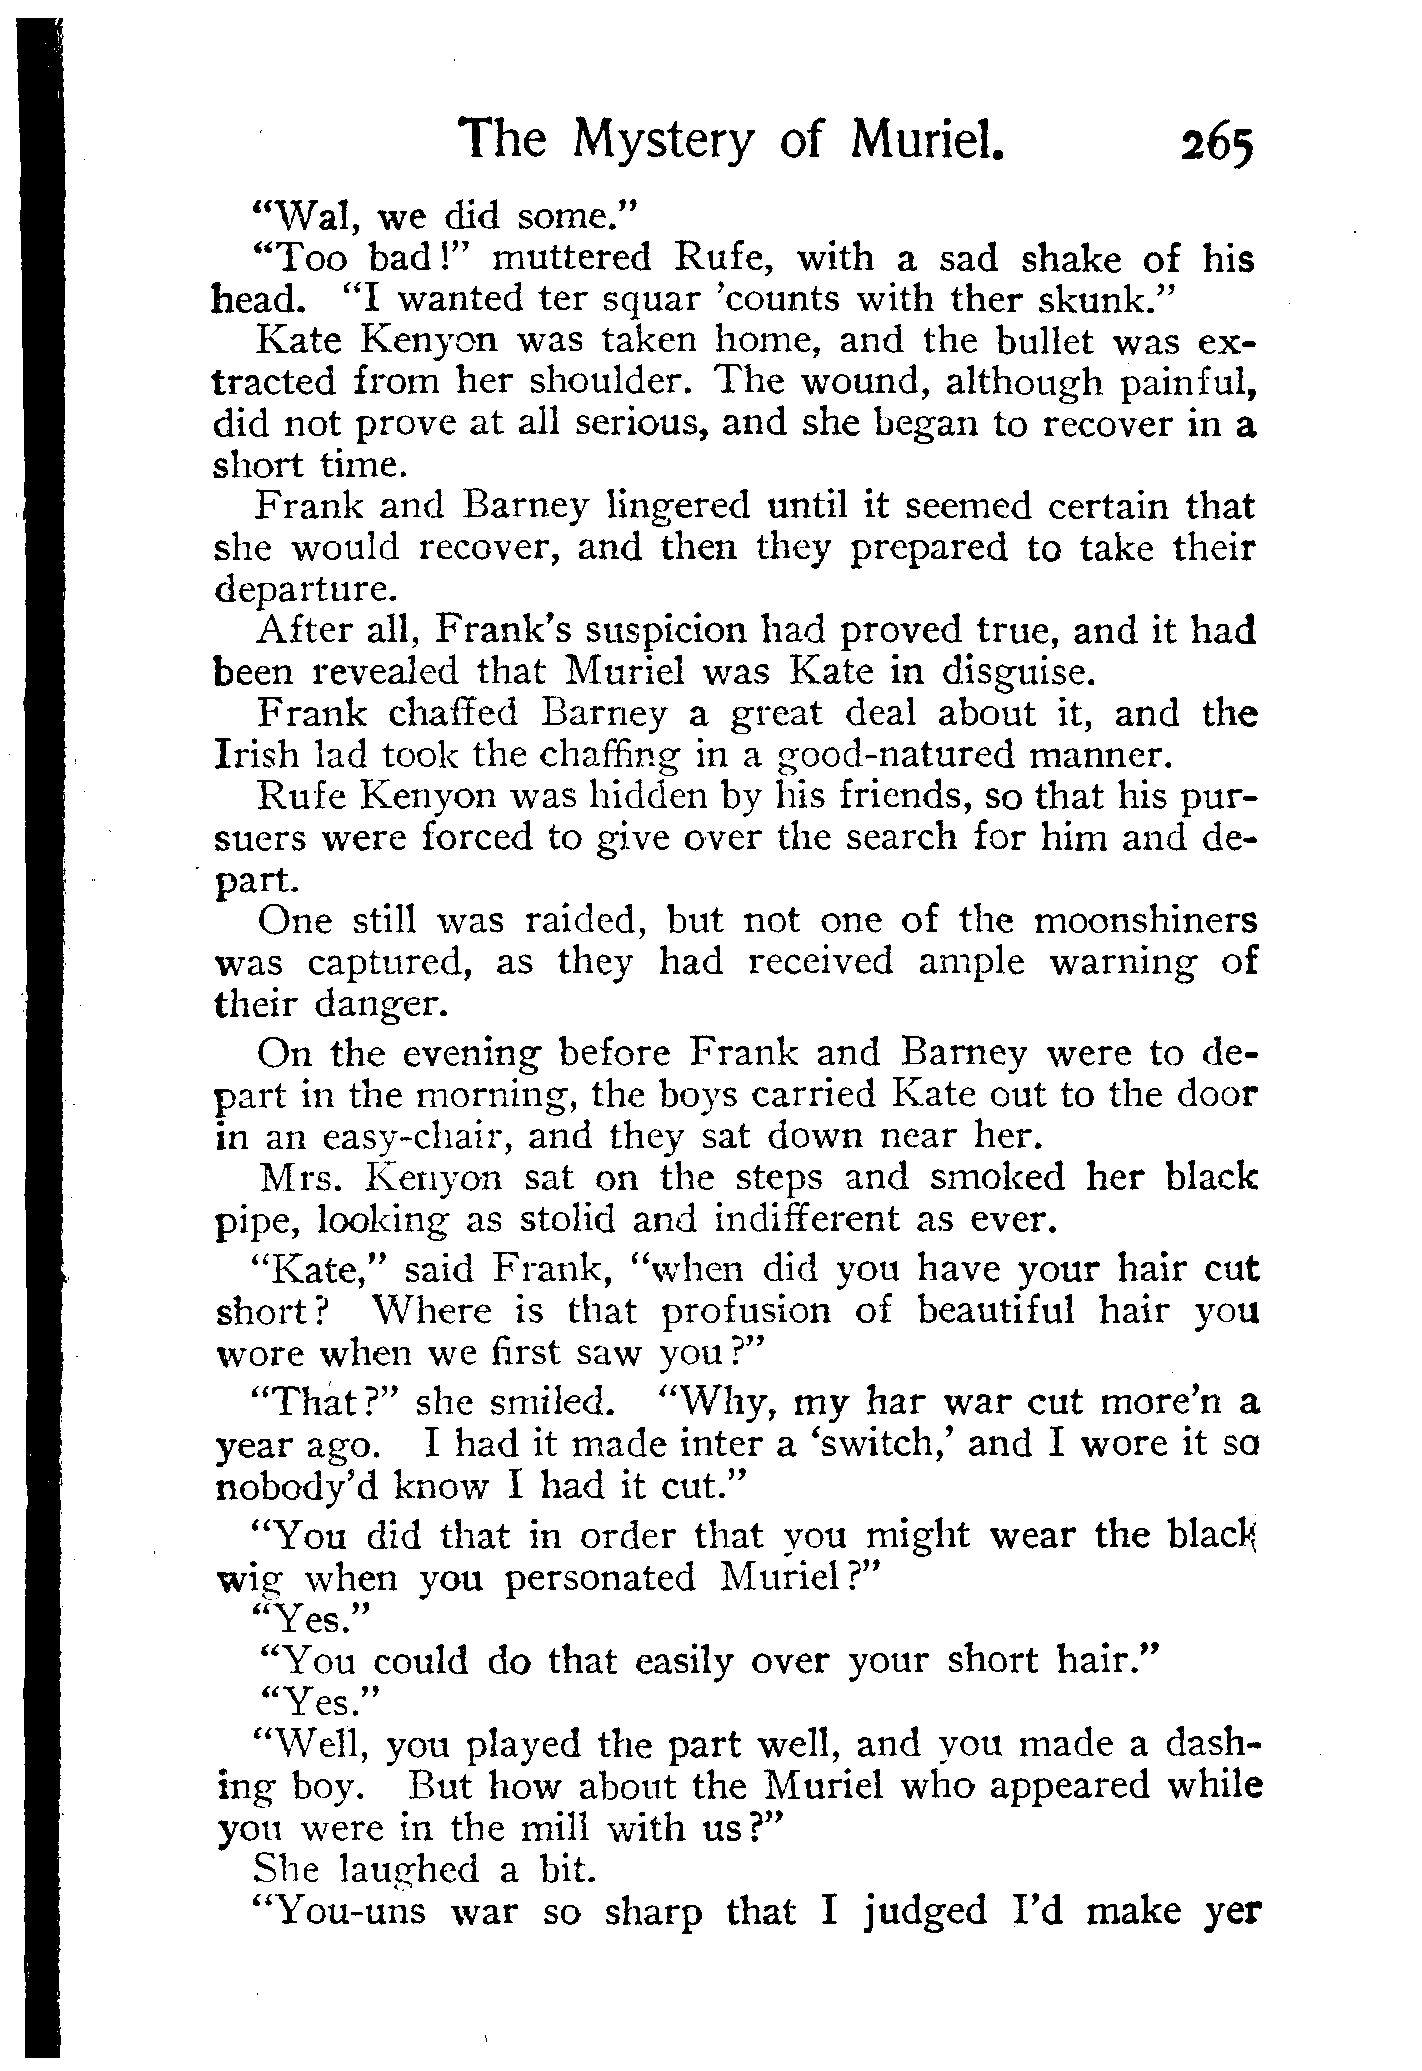 The Mystery of Muriel. 265
“Wal, we did some.”
“Too bad!” muttered Rufe, with a sad shake of his
head. “I wanted ter squar ’counts with ther skunk.”
Kate Kenyon was taken home, and the bullet was ex-
tracted from her shoulder. The wound, although painful,
did not prove at all serious, and she began to recover in a
short time.
Frank and Barney lingered until it seemed certain that
she would recover, and then they prepared to take their
departure.
After all, Frank’s suspicion had proved true, and it had
been revealed that Muriel was Kate in disguise.
Frank chaffed Barney a great deal about it, and the
Irish lad took the chaffing in a good-natured manner.
Rufe Kenyon was hidden by his friends, so that his pur-
suers were forced to give over the search for him and de-
part.
One still was raided, but not one of the moonshiners
was captured, as they had received ample warning of
their danger.
On the evening before Frank and Barney were to de-
part in the morning, the boys carried Kate out to the door
in an easy-chair, and they sat down near her.
Mrs. Kenyon sat on the steps and smoked her black
pipe, looking as stolid and indifferent as ever.
“Kate,” said Frank, “when did you have your hair cut
short? Where is that profusion of beautiful hair you
wore when we first saw you?”
“That?” she smiled. “Why, my har war cut more’n a
year ago. I had it made inter a ‘switch,’ and I wore it so
nobody’d know I had it cut.”
“You did that in order that you might wear the black
wig when you personated Muriel?”
“Yes.”
“You could do that easily over your short hair.”
“Yes.”
“Well, you played the part well, and you made a dash-
ing boy. But how about the Muriel who appeared while
you were in the mill with us?”
She laughed a bit.
“You-uns war so sharp that I judged I’d make yer